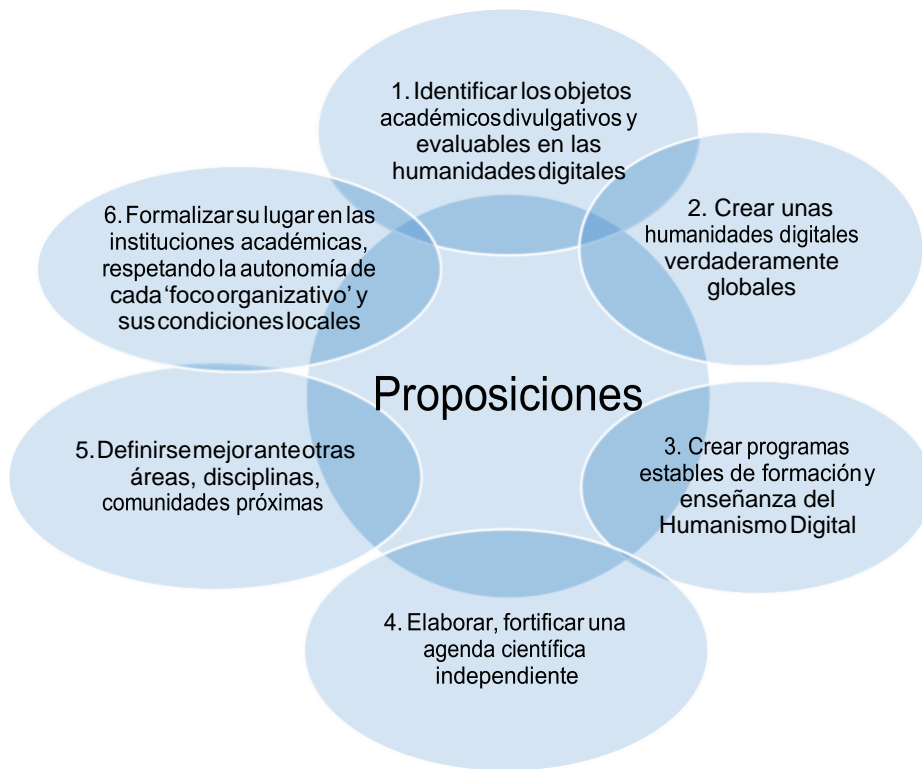 1. Identificar los objetos
académicos divulgativos y
evaluables en las
humanidades digitales
2. Crear unas
humanidades digitales
verdaderamente
globales
3. Crear programas
estables de formación y
enseñanza del
Humanismo Digital
4. Elaborar, fortificar una
agenda científica
independiente
5. Definirse mejor ante otras
áreas, disciplinas,
comunidades próximas
6. Formalizar su lugar en las
instituciones académicas,
respetando la autonomía de
cada ‘foco organizativo’ y
sus condiciones locales
Proposiciones